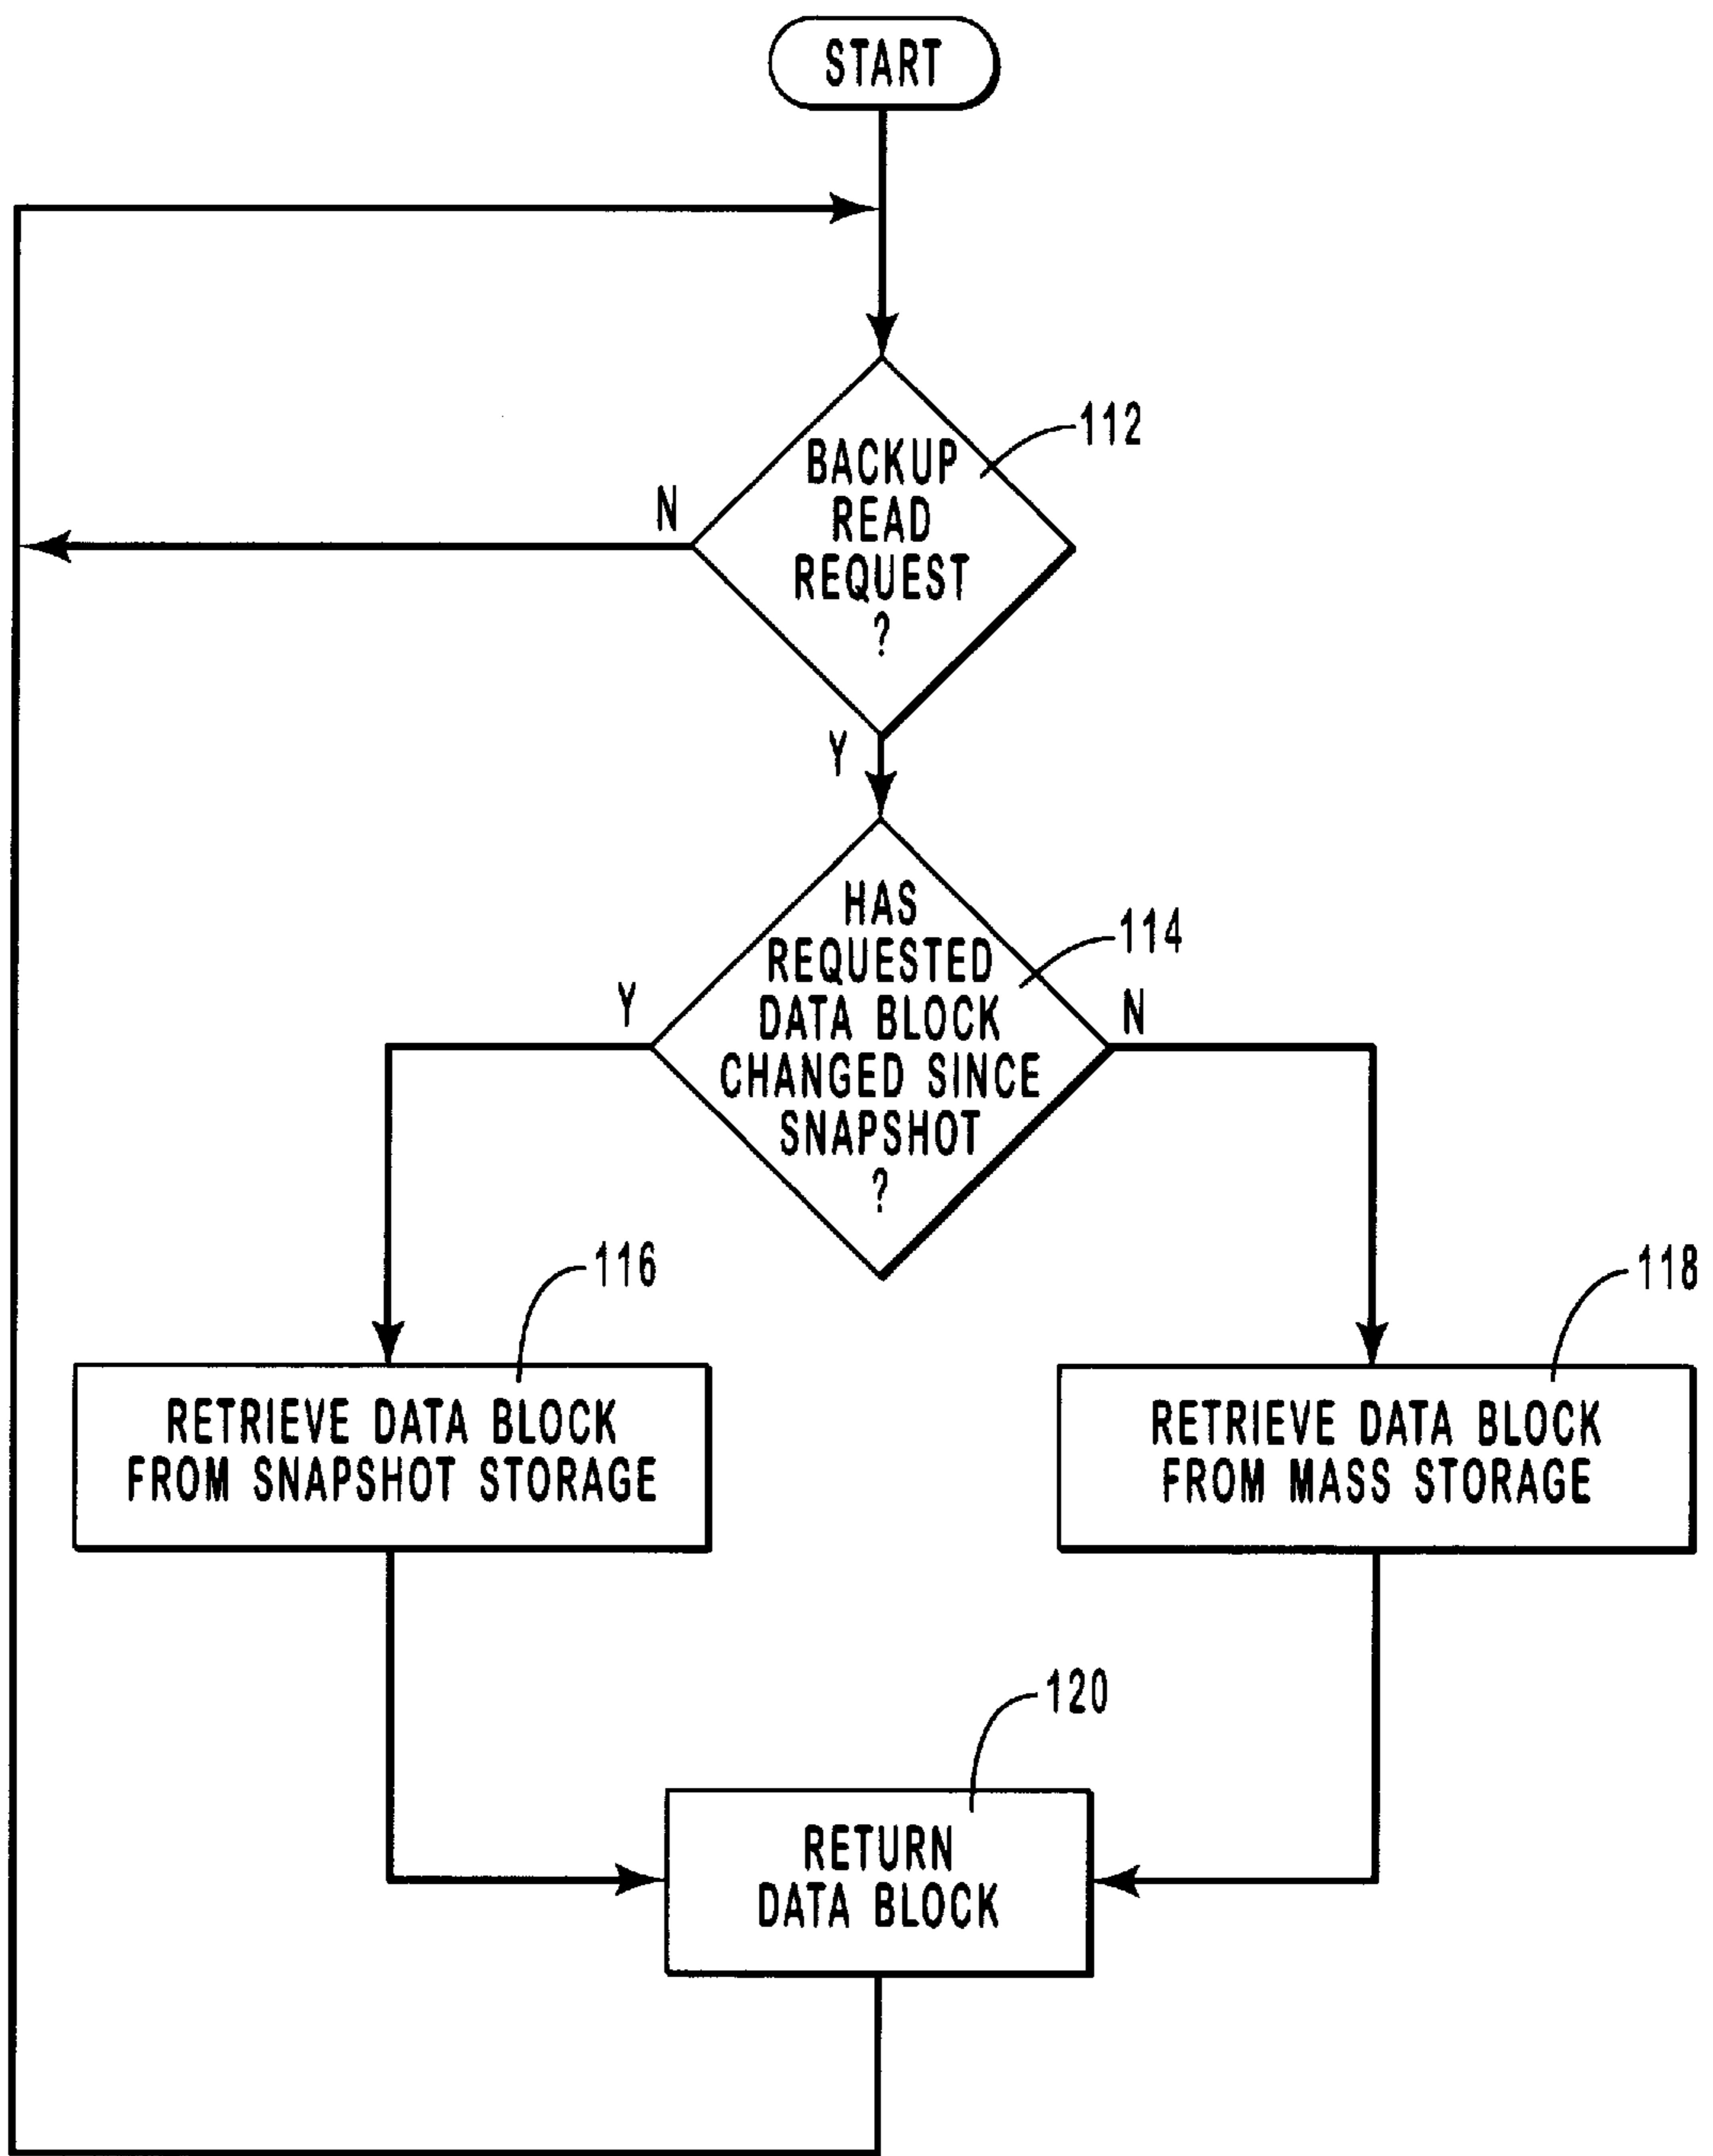 START
112
BACKUP
READ
REQUEST
?
N
Y
114
HAS
REQUESTED
DATA BLOCK
CHANGED SINCE
SNAPSHOT
?
Y
N
116
RETRIEVE DATA BLOCK
FROM SNAPSHOT STORAGE
118
RETRIEVE DATA BLOCK
FROM MASS STORAGE
120
RETURN
DATA BLOCK